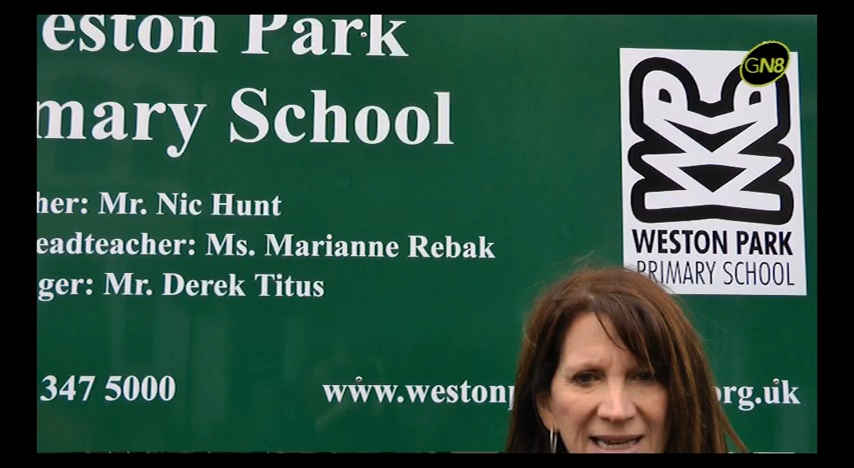 eston Park
mary School
her: Mr. Nic Hunt
eadteacher: Ms. Marianne Rebak
ger: Mr. Derek Titus
347 5000
www.westonp
org.uk
GN8
WESTON PARK
PRIMARY SCHOOL